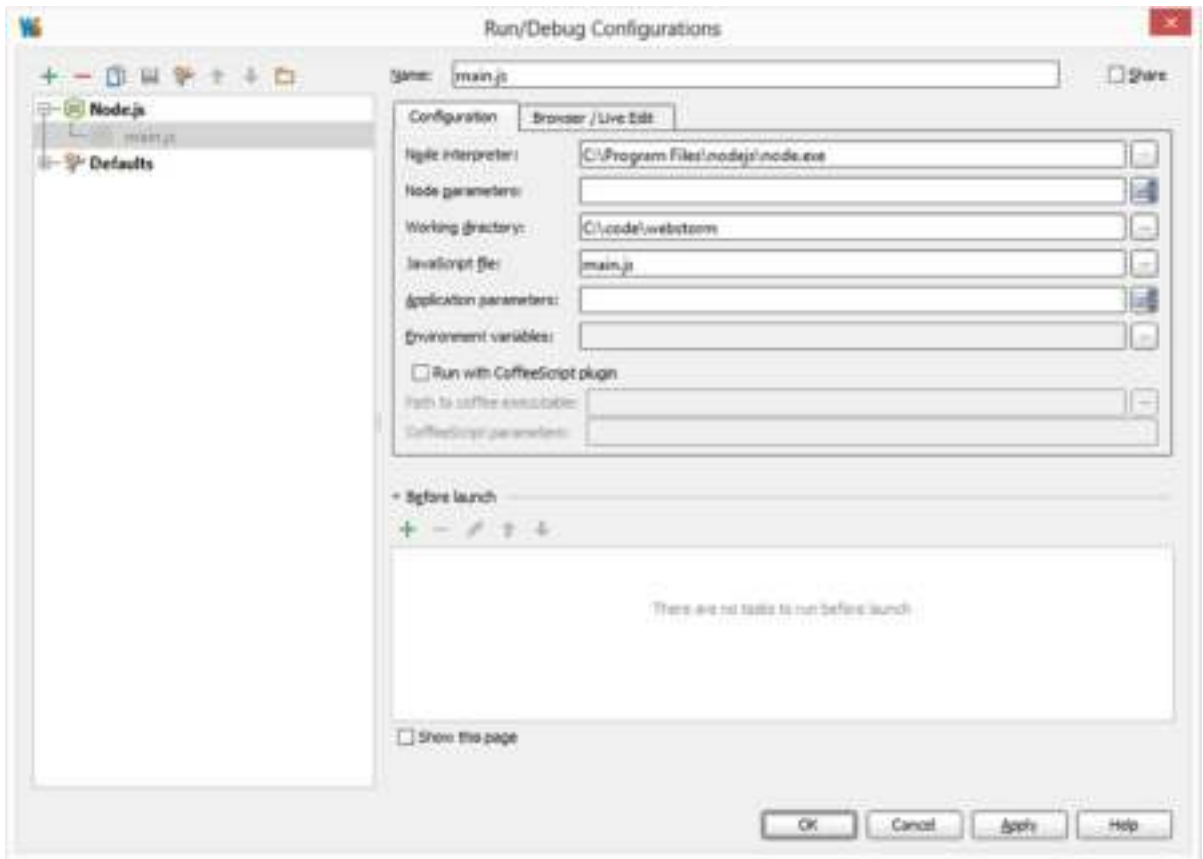 Run/Debug Configurations
Name: main.js Share
Node.js
main.js
Defaults
Configuration Browser / Live Edit
Node interpreter: C:\Program Files\nodejs\node.exe
Node parameters:
Working directory: C:\code\webstorm
JavaScript file: main.js
Application parameters:
Environment variables:
Run with CoffeeScript plugin
Path to coffee executable:
CoffeeScript parameters:
Before launch
There are no tasks to run before launch
Show this page
OK Cancel Apply Help